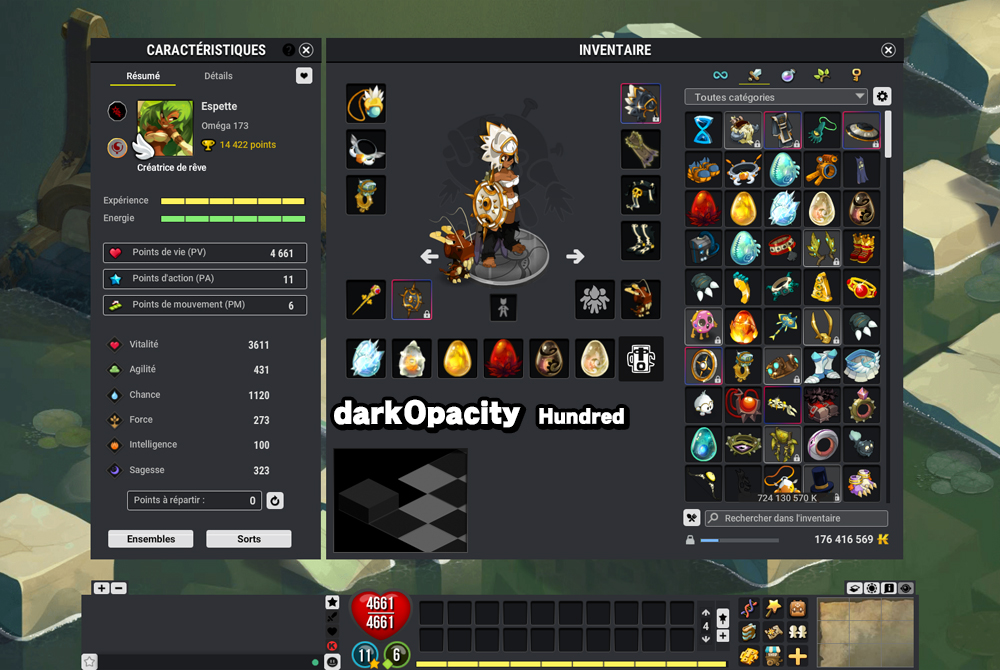 CARACTÉRISTIQUES
?
Résumé
Détails
Espette
Oméga 173
14 422 points
Créatrice de rêve
Expérience
Energie
Points de vie (PV) 4 661
Points d'action (PA) 11
Points de mouvement (PM) 6
Vitalité 3611
Agilité 431
Chance 1120
Force 273
Intelligence 100
Sagesse 323
Points à répartir : 0
Ensembles
Sorts
INVENTAIRE
Toutes catégories
darkOpacity Hundred
724 130 570 K
Rechercher dans l'inventaire
176 416 569 K
4661
4661
11
6
4